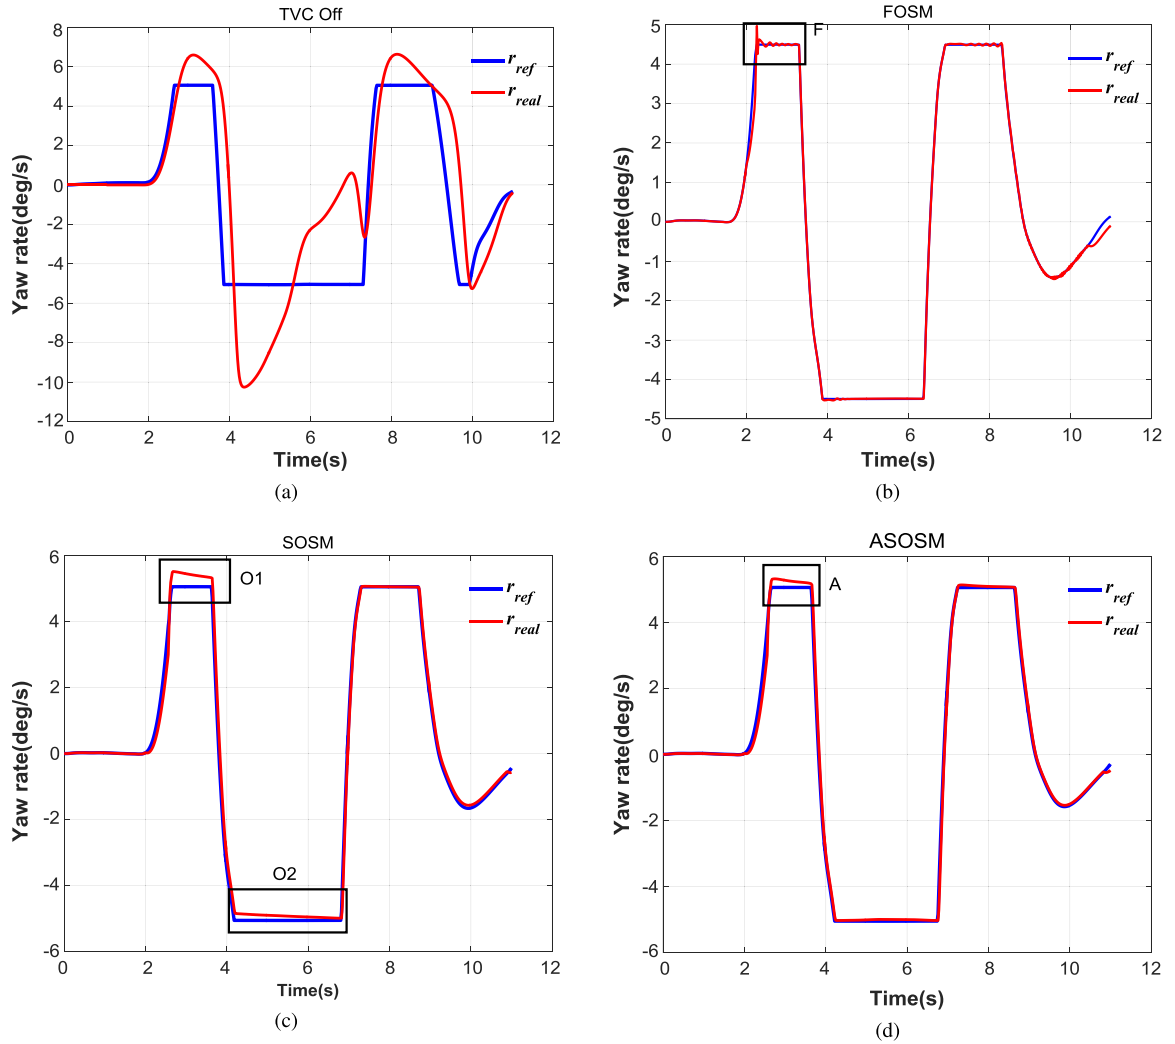 TVC Off
8
6
4
2
0
-2
-4
-6
-8
-10
-12
0 2 4 6 8 10 12
Yaw rate(deg/s)
Time(s)
r_ref
r_real
(a)
FOSM
F
5
4
3
2
1
0
-1
-2
-3
-4
-5
0 2 4 6 8 10 12
Yaw rate(deg/s)
Time(s)
r_ref
r_real
(b)
SOSM
O1
O2
6
4
2
0
-2
-4
-6
0 2 4 6 8 10 12
Yaw rate(deg/s)
Time(s)
r_ref
r_real
(c)
ASOSM
A
6
4
2
0
-2
-4
-6
0 2 4 6 8 10 12
Yaw rate(deg/s)
Time(s)
r_ref
r_real
(d)